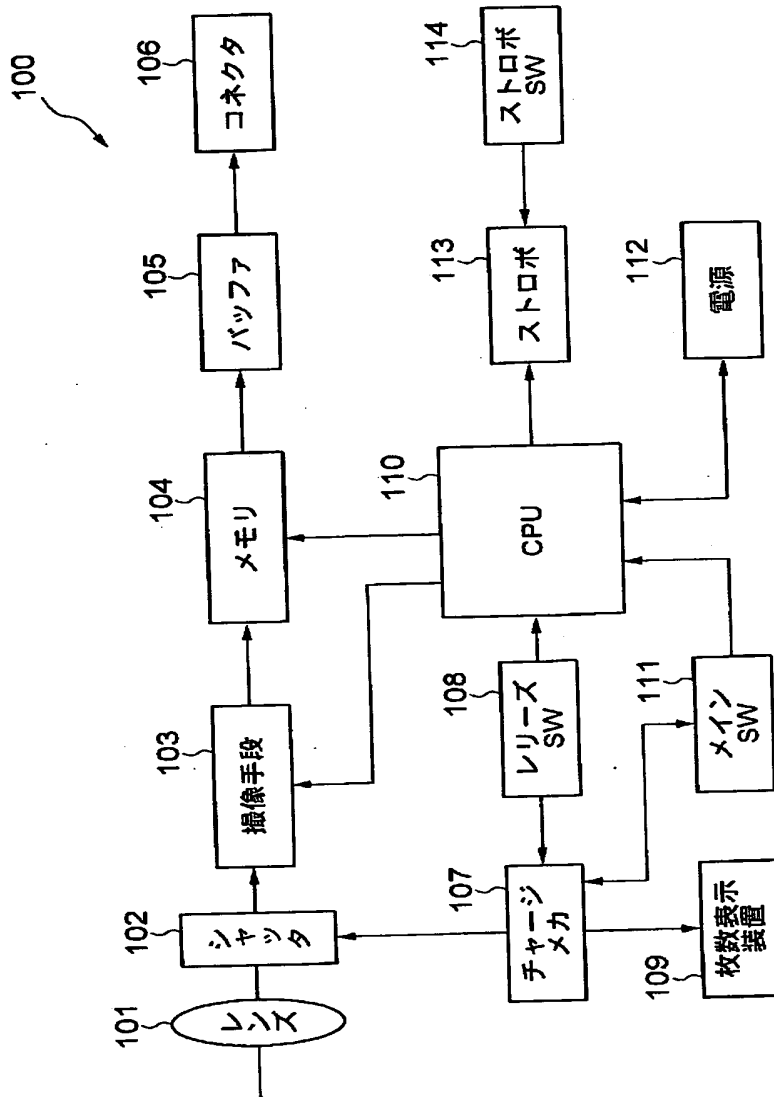 100
101
レンズ
102
シャッタ
103
撮像手段
104
メモリ
105
バッファ
106
コネクタ
107
チャージ
メカ
108
レリーズ
SW
110
CPU
113
ストロボ
114
ストロボ
SW
109
枚数表示
装置
111
メイン
SW
112
電源